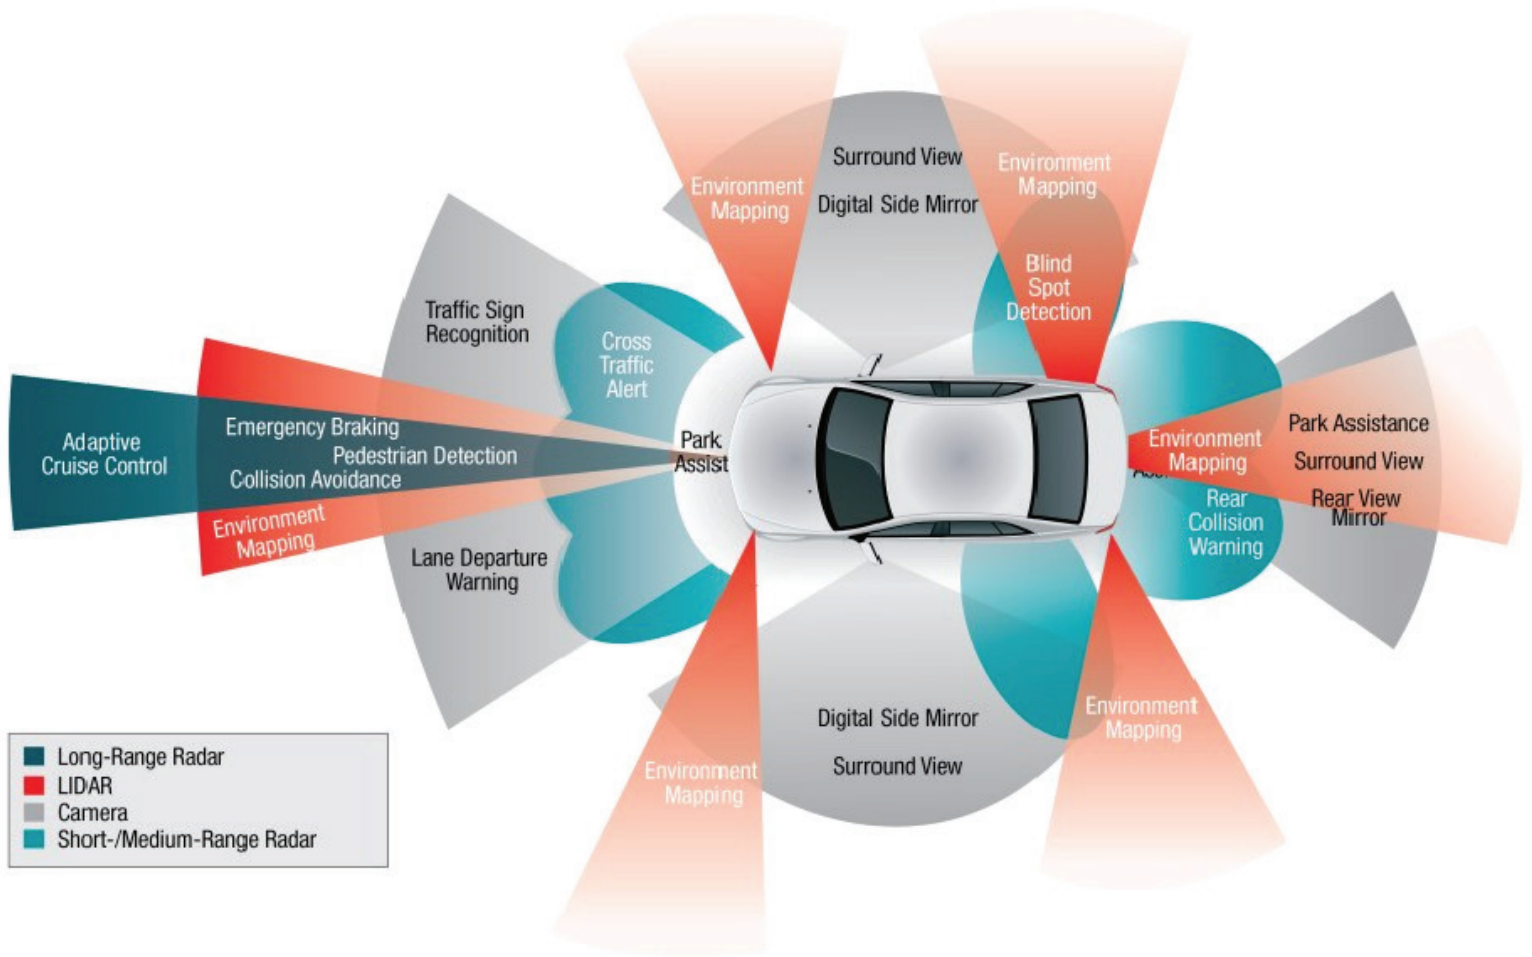 Surround View
Digital Side Mirror
Environment
Mapping
Environment
Mapping
Blind
Spot
Detection
Traffic Sign
Recognition
Cross
Traffic
Alert
Adaptive
Cruise Control
Emergency Braking
Pedestrian Detection
Collision Avoidance
Environment
Mapping
Lane Departure
Warning
Park
Assist
Environment
Mapping
Rear
Collision
Warning
Park Assistance
Surround View
Rear View
Mirror
Digital Side Mirror
Surround View
Environment
Mapping
Environment
Mapping
Long-Range Radar
LIDAR
Camera
Short-/Medium-Range Radar